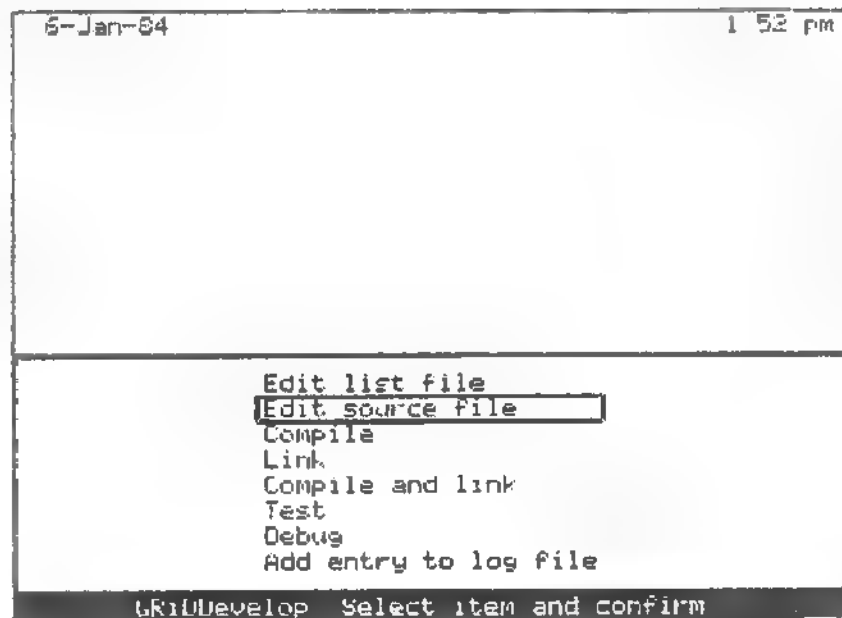 6-Jan-84 1 52 pm
Edit list file
Edit source file
Compile
Link
Compile and link
Test
Debug
Add entry to log file
GRiDDevelop Select item and confirm